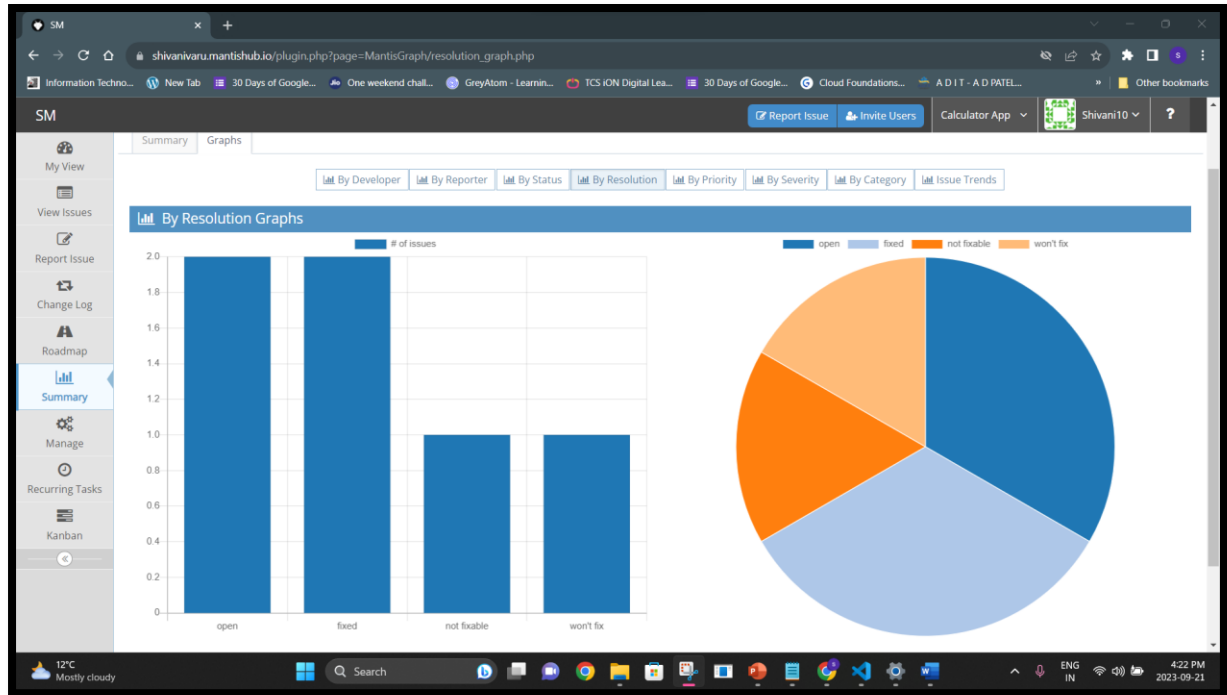 SM
shivanivaru.mantishub.io/plugin.php?page=MantisGraph/resolution_graph.php
Information Techno... New Tab 30 Days of Google... One weekend chall... GreyAtom - Learnin... TCS iON Digital Lea... 30 Days of Google... Cloud Foundations... A D I T - A D PATEL... » Other bookmarks
SM Report Issue Invite Users Calculator App Shivani10 ?
My View
View Issues
Report Issue
Change Log
Roadmap
Summary
Manage
Recurring Tasks
Kanban
Summary Graphs
By Developer By Reporter By Status By Resolution By Priority By Severity By Category Issue Trends
By Resolution Graphs
# of issues
2.0
1.8
1.6
1.4
1.2
1.0
0.8
0.6
0.4
0.2
0
open fixed not fixable won't fix
open fixed not fixable won't fix
12°C
Mostly cloudy
Search
ENG
IN
4:22 PM
2023-09-21